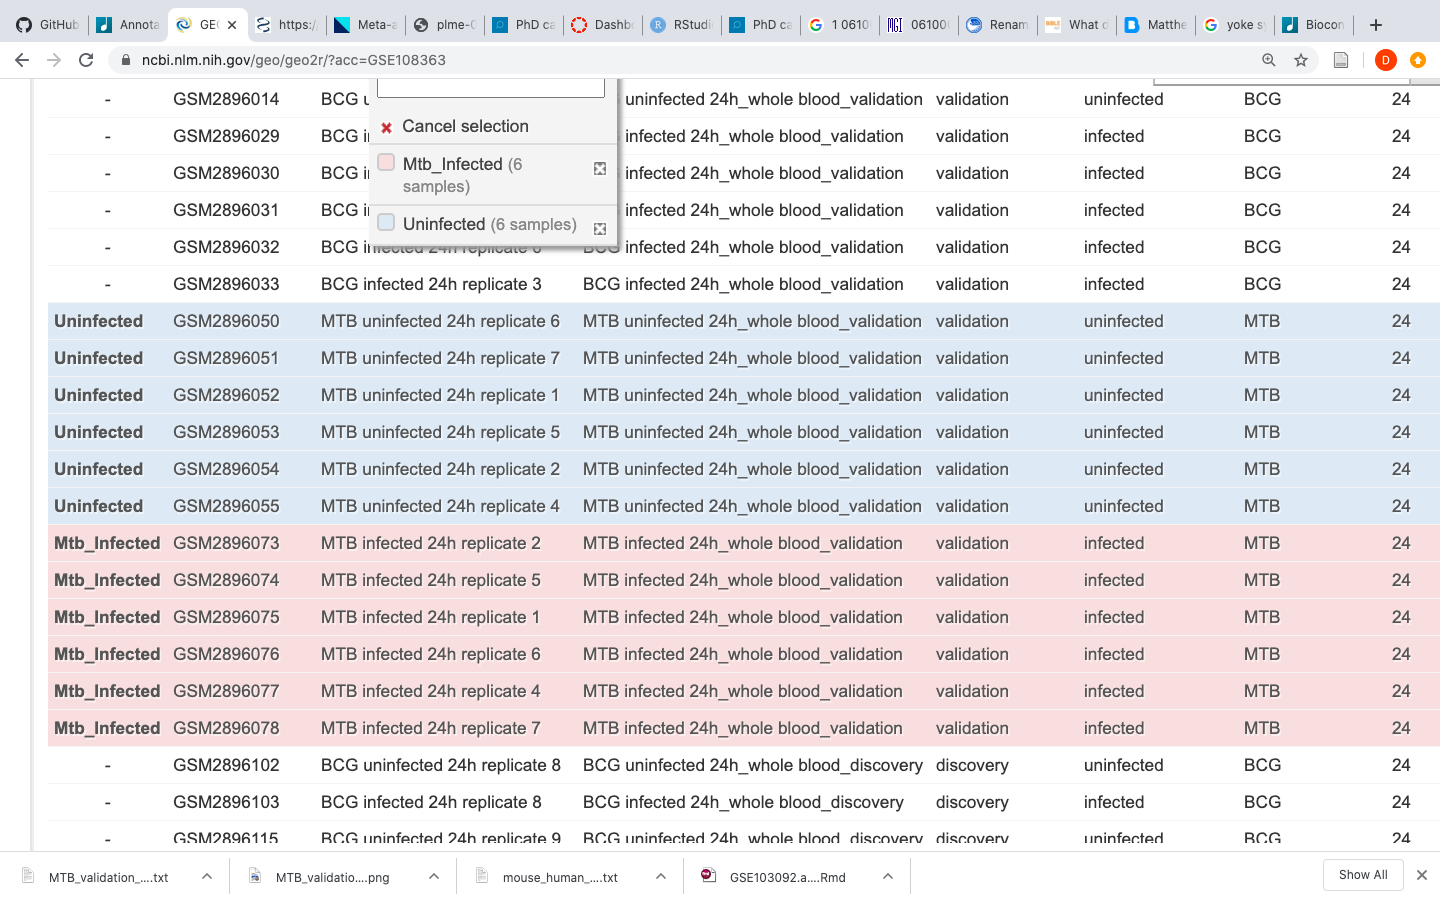 GitHub Annota GEO https:/ Meta-a plme-0 PhD ca Dashbo RStudi PhD ca 1 0610 06100 Renam What d Matthe yoke sy Biocon
ncbi.nlm.nih.gov/geo/geo2r/?acc=GSE108363 D
- GSM2896014 BCG u uninfected 24h_whole blood_validation validation uninfected BCG 24
Cancel selection
- GSM2896029 BCG in infected 24h_whole blood_validation validation infected BCG 24
Mtb_Infected (6 samples)
- GSM2896030 BCG in infected 24h_whole blood_validation validation infected BCG 24
- GSM2896031 BCG in infected 24h_whole blood_validation validation infected BCG 24
Uninfected (6 samples)
- GSM2896032 BCG infected 24h replicate 6 BCG infected 24h_whole blood_validation validation infected BCG 24
- GSM2896033 BCG infected 24h replicate 3 BCG infected 24h_whole blood_validation validation infected BCG 24
Uninfected GSM2896050 MTB uninfected 24h replicate 6 MTB uninfected 24h_whole blood_validation validation uninfected MTB 24
Uninfected GSM2896051 MTB uninfected 24h replicate 7 MTB uninfected 24h_whole blood_validation validation uninfected MTB 24
Uninfected GSM2896052 MTB uninfected 24h replicate 1 MTB uninfected 24h_whole blood_validation validation uninfected MTB 24
Uninfected GSM2896053 MTB uninfected 24h replicate 5 MTB uninfected 24h_whole blood_validation validation uninfected MTB 24
Uninfected GSM2896054 MTB uninfected 24h replicate 2 MTB uninfected 24h_whole blood_validation validation uninfected MTB 24
Uninfected GSM2896055 MTB uninfected 24h replicate 4 MTB uninfected 24h_whole blood_validation validation uninfected MTB 24
Mtb_Infected GSM2896073 MTB infected 24h replicate 2 MTB infected 24h_whole blood_validation validation infected MTB 24
Mtb_Infected GSM2896074 MTB infected 24h replicate 5 MTB infected 24h_whole blood_validation validation infected MTB 24
Mtb_Infected GSM2896075 MTB infected 24h replicate 1 MTB infected 24h_whole blood_validation validation infected MTB 24
Mtb_Infected GSM2896076 MTB infected 24h replicate 6 MTB infected 24h_whole blood_validation validation infected MTB 24
Mtb_Infected GSM2896077 MTB infected 24h replicate 4 MTB infected 24h_whole blood_validation validation infected MTB 24
Mtb_Infected GSM2896078 MTB infected 24h replicate 7 MTB infected 24h_whole blood_validation validation infected MTB 24
- GSM2896102 BCG uninfected 24h replicate 8 BCG uninfected 24h_whole blood_discovery discovery uninfected BCG 24
- GSM2896103 BCG infected 24h replicate 8 BCG infected 24h_whole blood_discovery discovery infected BCG 24
- GSM2896115 BCG uninfected 24h replicate 9 BCG uninfected 24h_whole blood_discovery discovery uninfected BCG 24
MTB_validation_....txt MTB_validatio....png mouse_human_....txt GSE103092.a....Rmd Show All